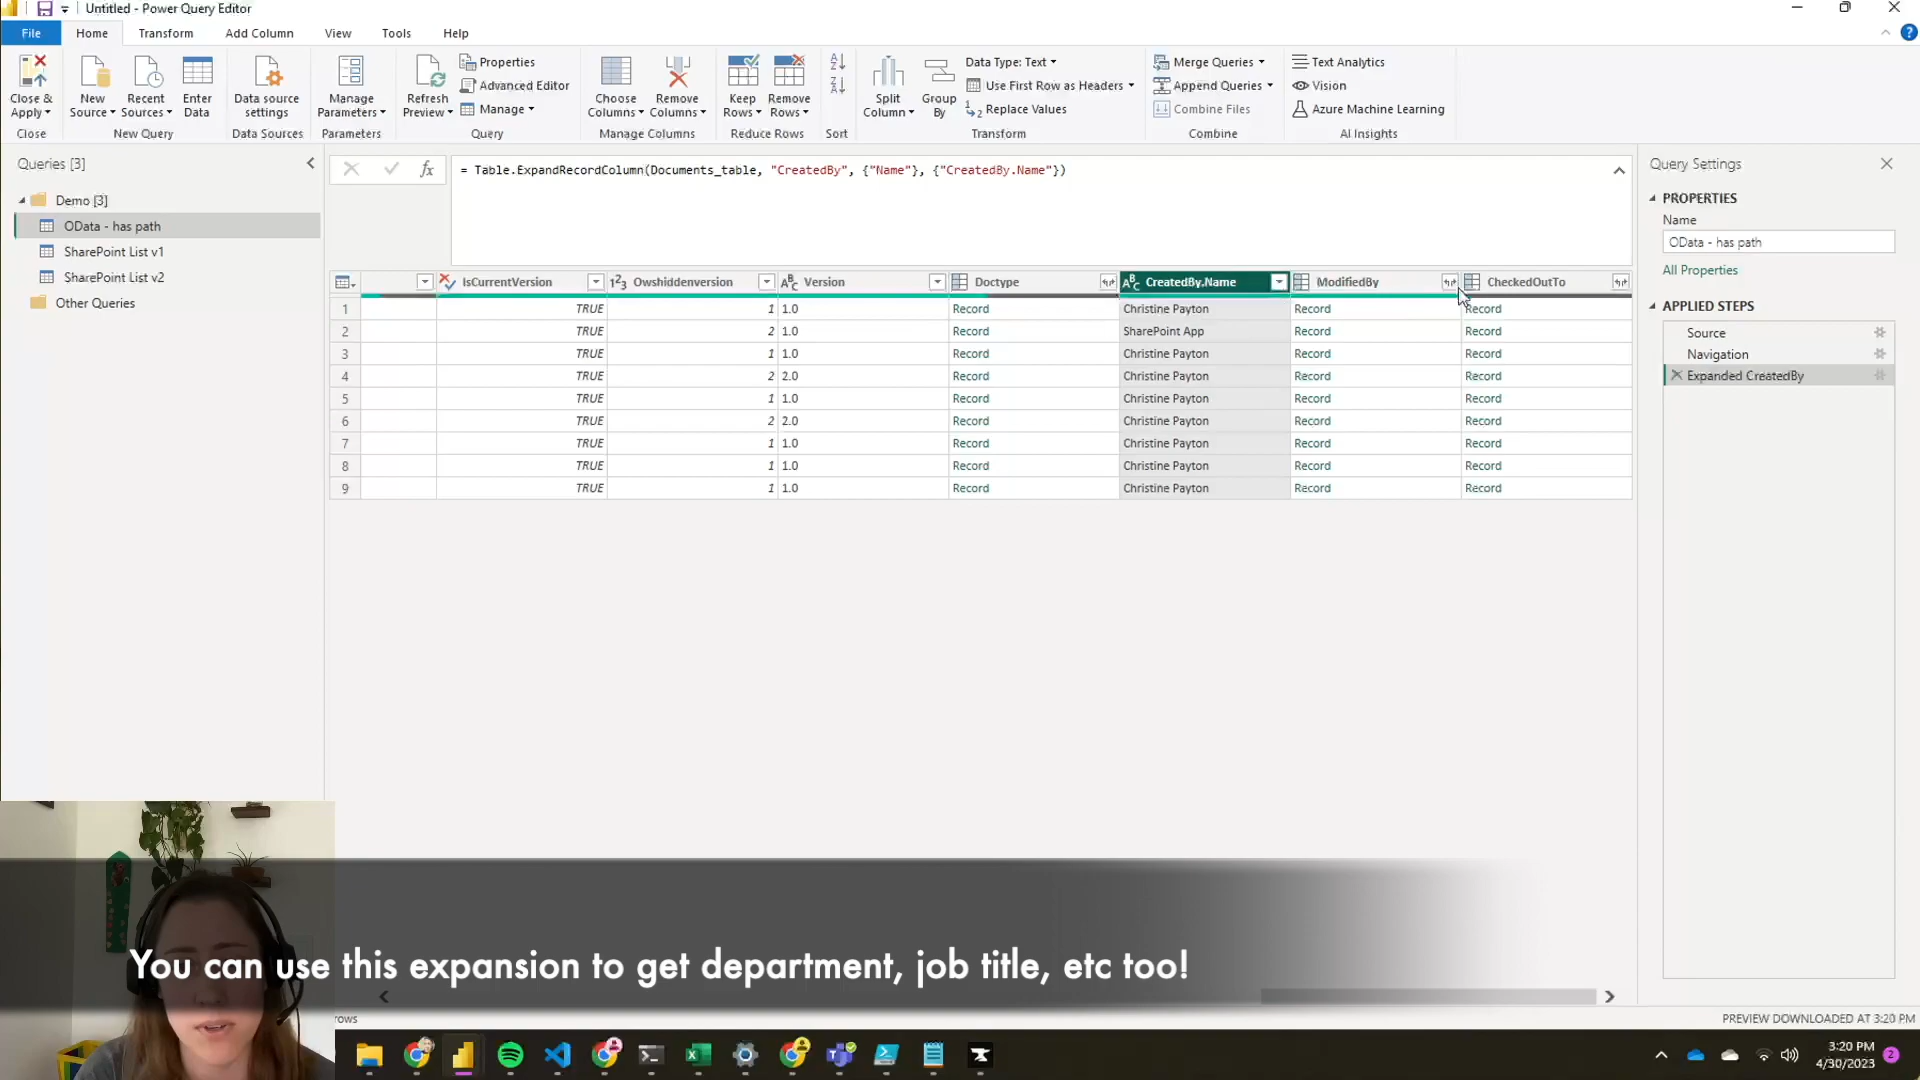 Untitled - Power Query Editor
File
Home
Transform
Add Column
View
Tools
Help
Close & Apply
New Source
Recent Sources
Enter Data
Data source settings
Manage Parameters
Refresh Preview
Properties
Advanced Editor
Manage
Choose Columns
Remove Columns
Keep Rows
Remove Rows
Split Column
Group By
Data Type: Text
Use First Row as Headers
Replace Values
Merge Queries
Append Queries
Combine Files
Text Analytics
Vision
Azure Machine Learning
Close
New Query
Data Sources
Parameters
Query
Manage Columns
Reduce Rows
Sort
Transform
Combine
AI Insights
Queries [3]
Demo [3]
OData - has path
SharePoint List v1
SharePoint List v2
Other Queries
fx
= Table.ExpandRecordColumn(Documents_table, "CreatedBy", {"Name"}, {"CreatedBy.Name"})
IsCurrentVersion 123 Owshiddenversion ABC Version Doctype ABC CreatedBy.Name ModifiedBy CheckedOutTo
1 TRUE 1 1.0 Record Christine Payton Record Record
2 TRUE 2 1.0 Record SharePoint App Record Record
3 TRUE 1 1.0 Record Christine Payton Record Record
4 TRUE 2 2.0 Record Christine Payton Record Record
5 TRUE 1 1.0 Record Christine Payton Record Record
6 TRUE 2 2.0 Record Christine Payton Record Record
7 TRUE 1 1.0 Record Christine Payton Record Record
8 TRUE 1 1.0 Record Christine Payton Record Record
9 TRUE 1 1.0 Record Christine Payton Record Record
Query Settings
PROPERTIES
Name
OData - has path
All Properties
APPLIED STEPS
Source
Navigation
Expanded CreatedBy
You can use this expansion to get department, job title, etc too!
rows
PREVIEW DOWNLOADED AT 3:20 PM
3:20 PM
4/30/2023
2